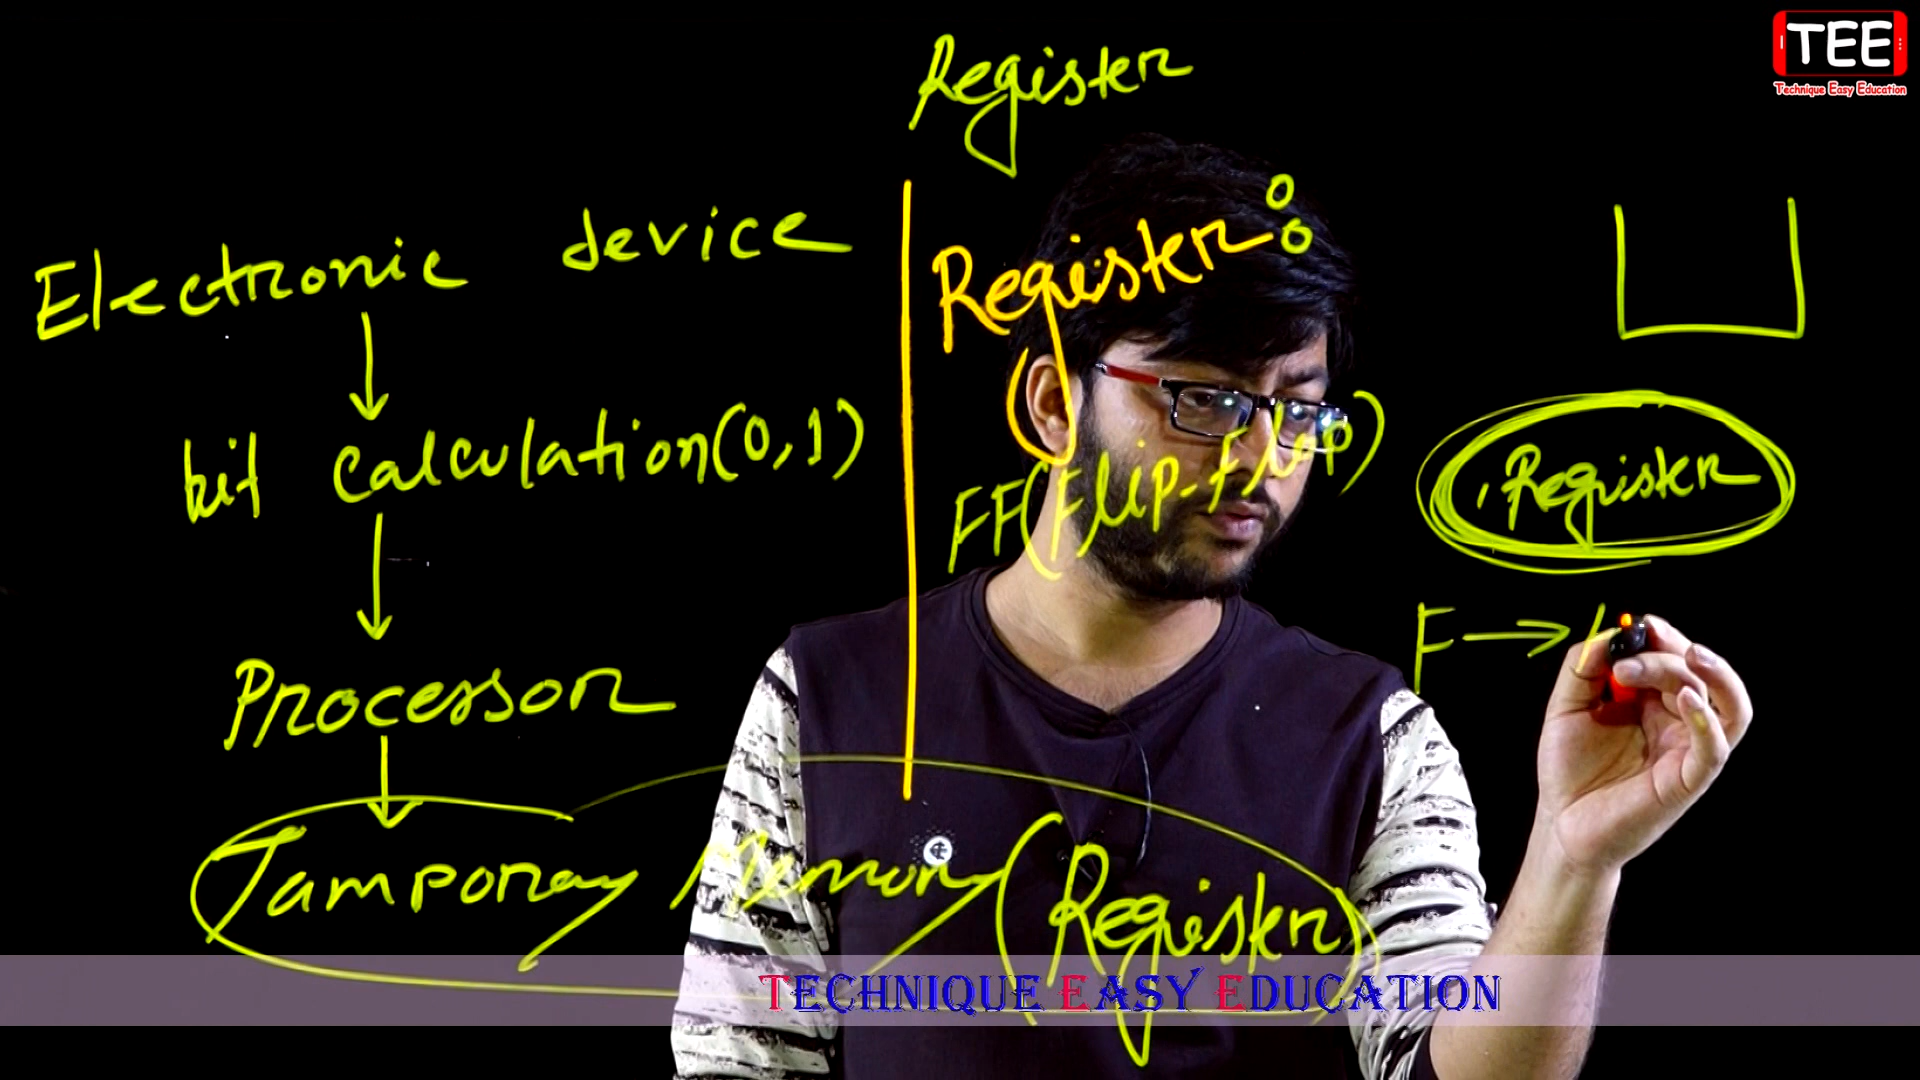 TEE
Technique Easy Education
Register
Electronic device
bit calculation(0,1)
Processor
Tamporay Memory (Register)
Register:
FF(Flip-Flop)
Register
F →
TECHNIQUE EASY EDUCATION